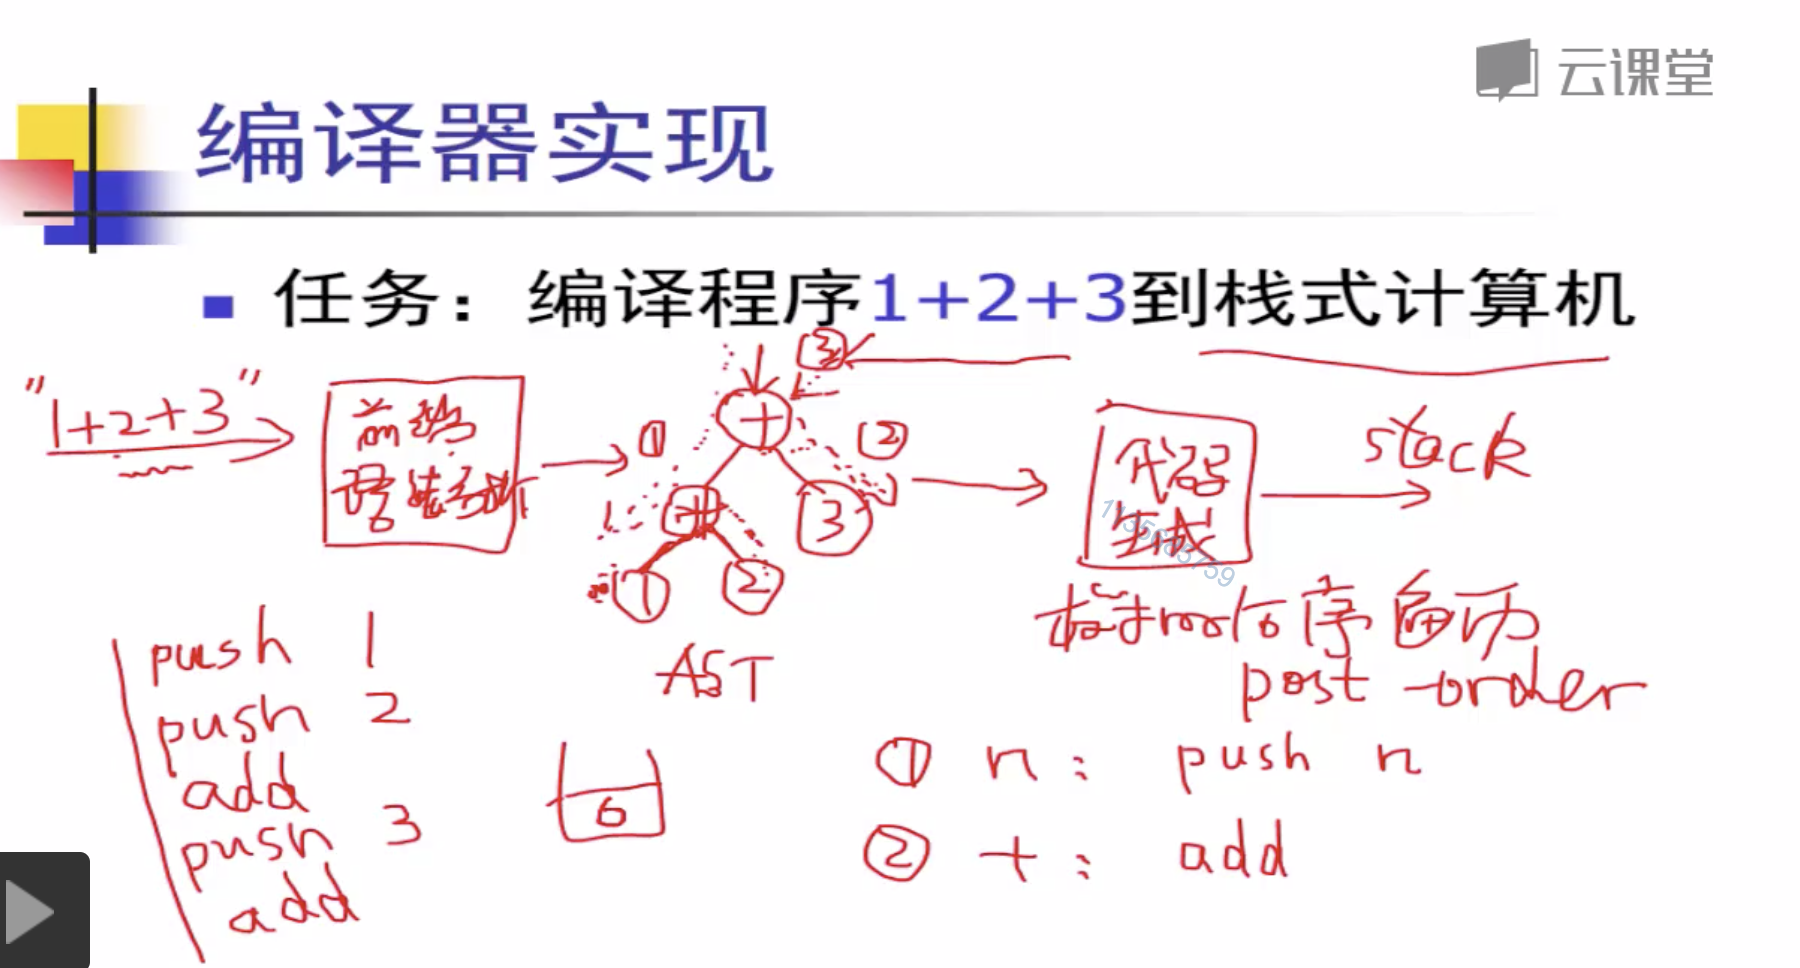 云课堂
编译器实现
任务：编译程序1+2+3到栈式计算机
"1+2+3"
前端
语法分析
① ② ③
+
+ 3
1 2
AST
代码
生成
stack
1135683759
后序遍历
post-order
push 1
push 2
add
push 3
add
6
① n: push n
② +: add